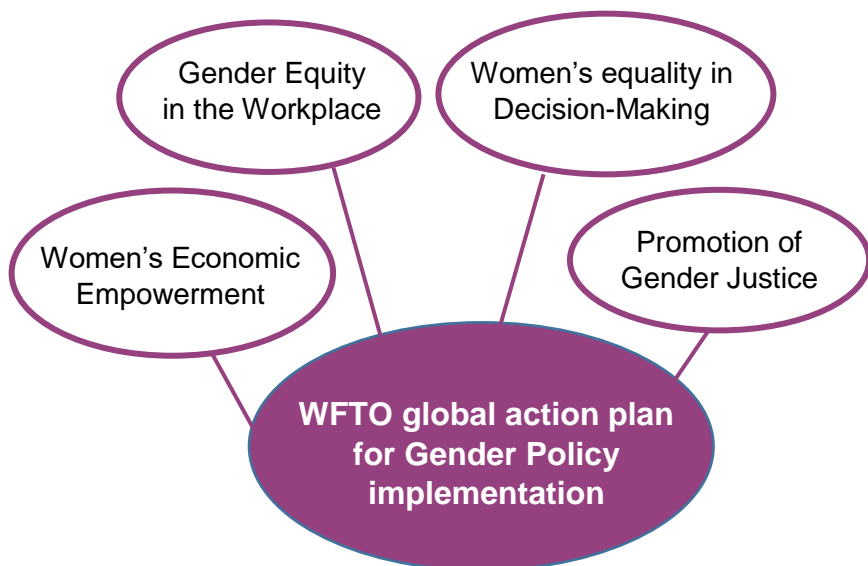 Gender Equity
in the Workplace
Women’s equality in
Decision-Making
Women’s Economic
Empowerment
Promotion of
Gender Justice
WFTO global action plan
for Gender Policy
implementation